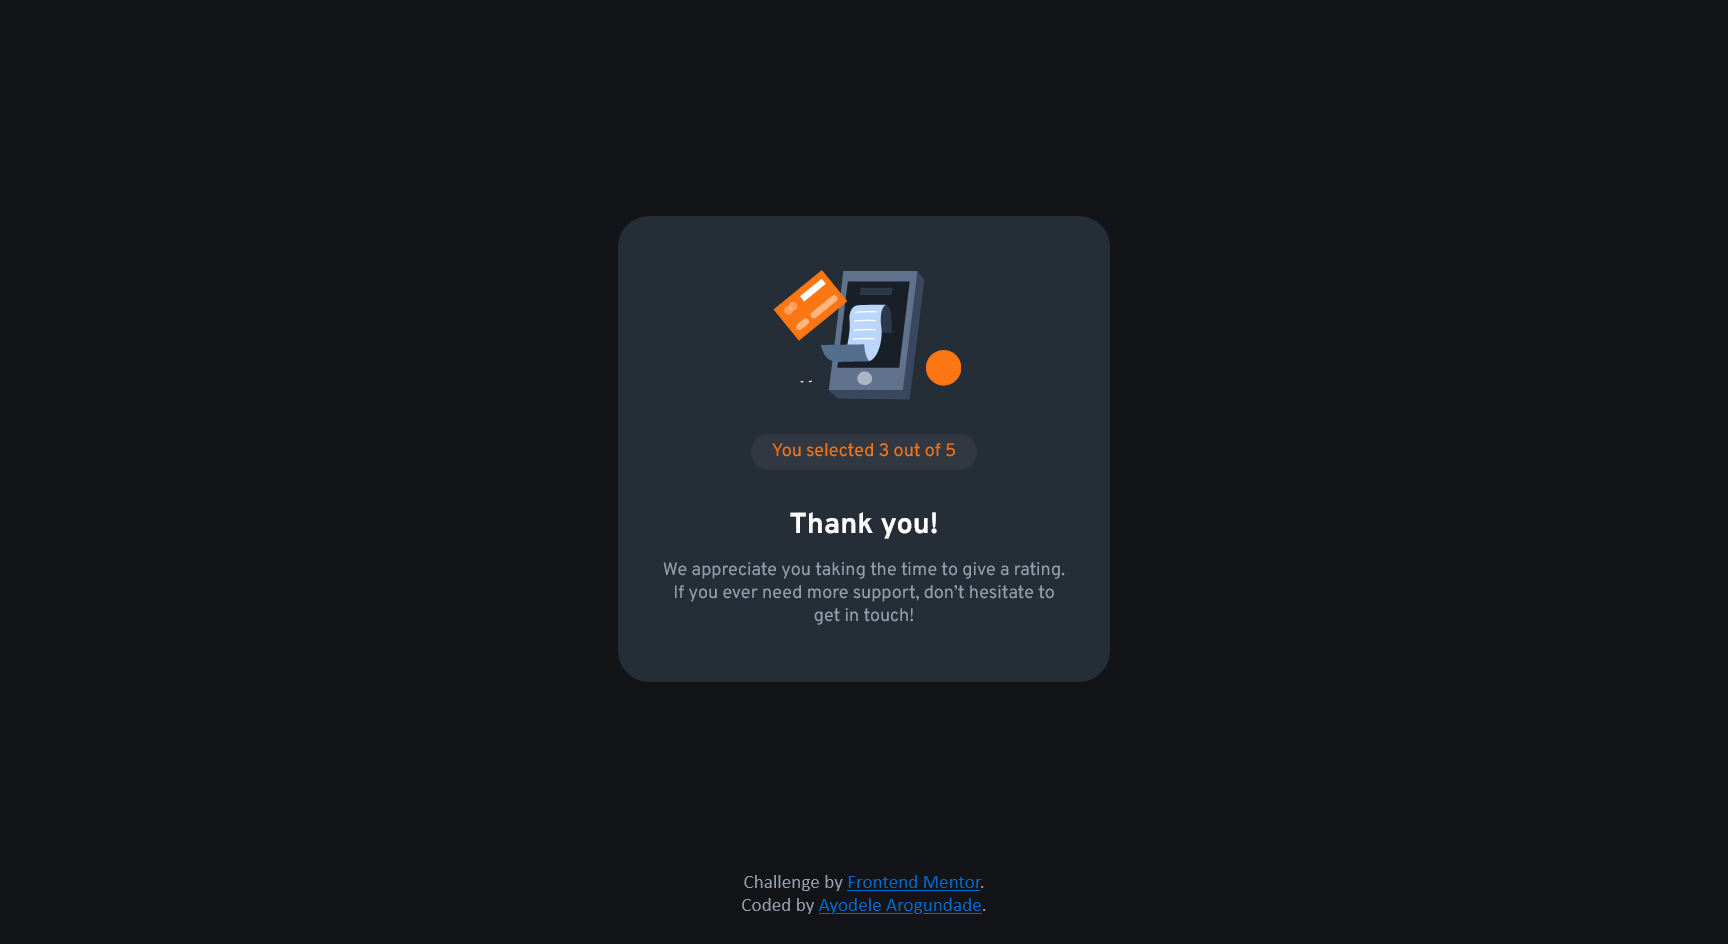 You selected 3 out of 5
Thank you!
We appreciate you taking the time to give a rating.
If you ever need more support, don’t hesitate to
get in touch!
Challenge by Frontend Mentor.
Coded by Ayodele Arogundade.